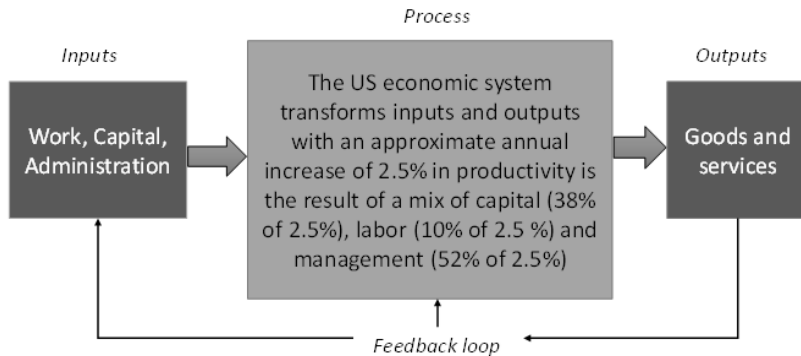 Process
Inputs
Outputs
Work, Capital,
Administration
The US economic system
transforms inputs and outputs
with an approximate annual
increase of 2.5% in productivity is
the result of a mix of capital (38%
of 2.5%), labor (10% of 2.5 %) and
management (52% of 2.5%)
Goods and
services
Feedback loop